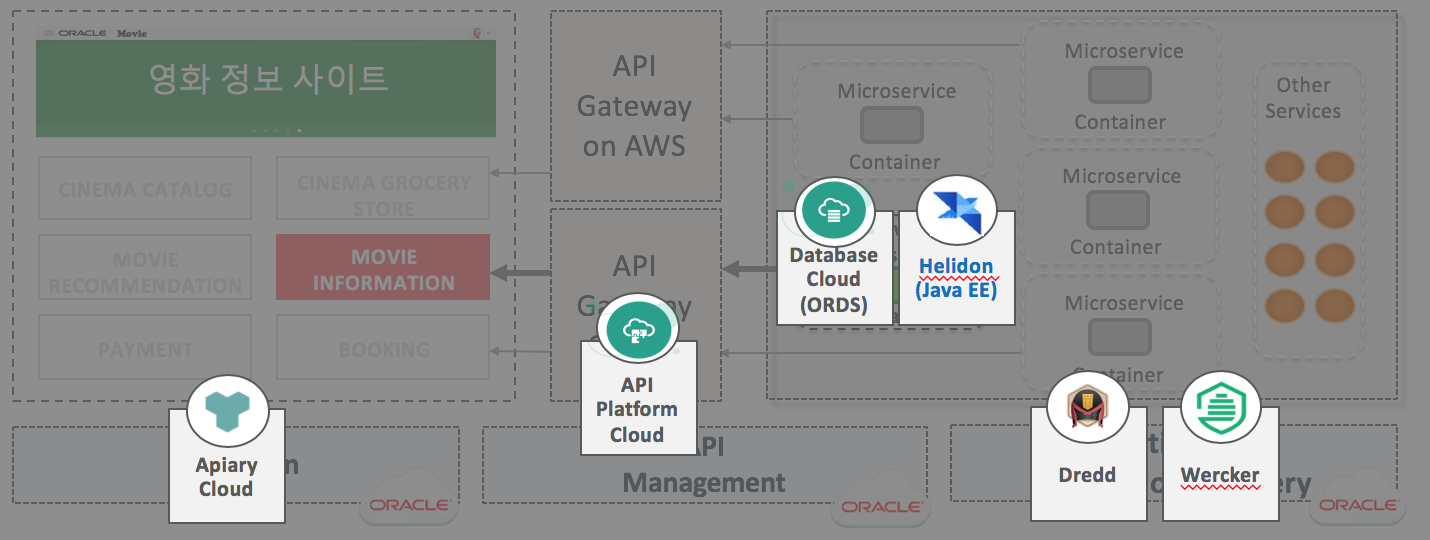 ORACLE Movie
영화 정보 사이트
CINEMA CATALOG
CINEMA GROCERY
STORE
MOVIE
RECOMMENDATION
MOVIE
INFORMATION
PAYMENT
BOOKING
API
Gateway
on AWS
API
Microservice
Container
Microservice
Container
Microservice
Container
Microservice
Container
Other
Services
Database
Cloud
(ORDS)
Helidon
(Java EE)
API
Platform
Cloud
Apiary
Cloud
ORACLE
API
Management
ORACLE
Dredd
Wercker
ORACLE